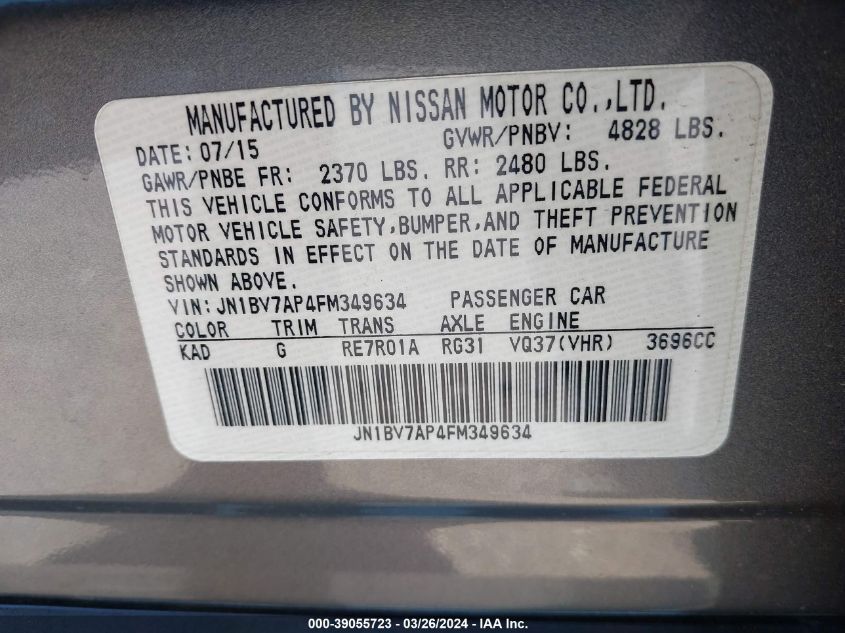 MANUFACTURED BY NISSAN MOTOR CO.,LTD.
DATE: 07/15 GVWR/PNBV: 4828 LBS.
GAWR/PNBE FR: 2370 LBS. RR: 2480 LBS.
THIS VEHICLE CONFORMS TO ALL APPLICABLE FEDERAL
MOTOR VEHICLE SAFETY,BUMPER,AND THEFT PREVENTION
STANDARDS IN EFFECT ON THE DATE OF MANUFACTURE
SHOWN ABOVE.
VIN: JN1BV7AP4FM349634 PASSENGER CAR
COLOR TRIM TRANS AXLE ENGINE
KAD G RE7R01A RG31 VQ37(VHR) 3696CC
JN1BV7AP4FM349634
000-39055723 - 03/26/2024 - IAA Inc.